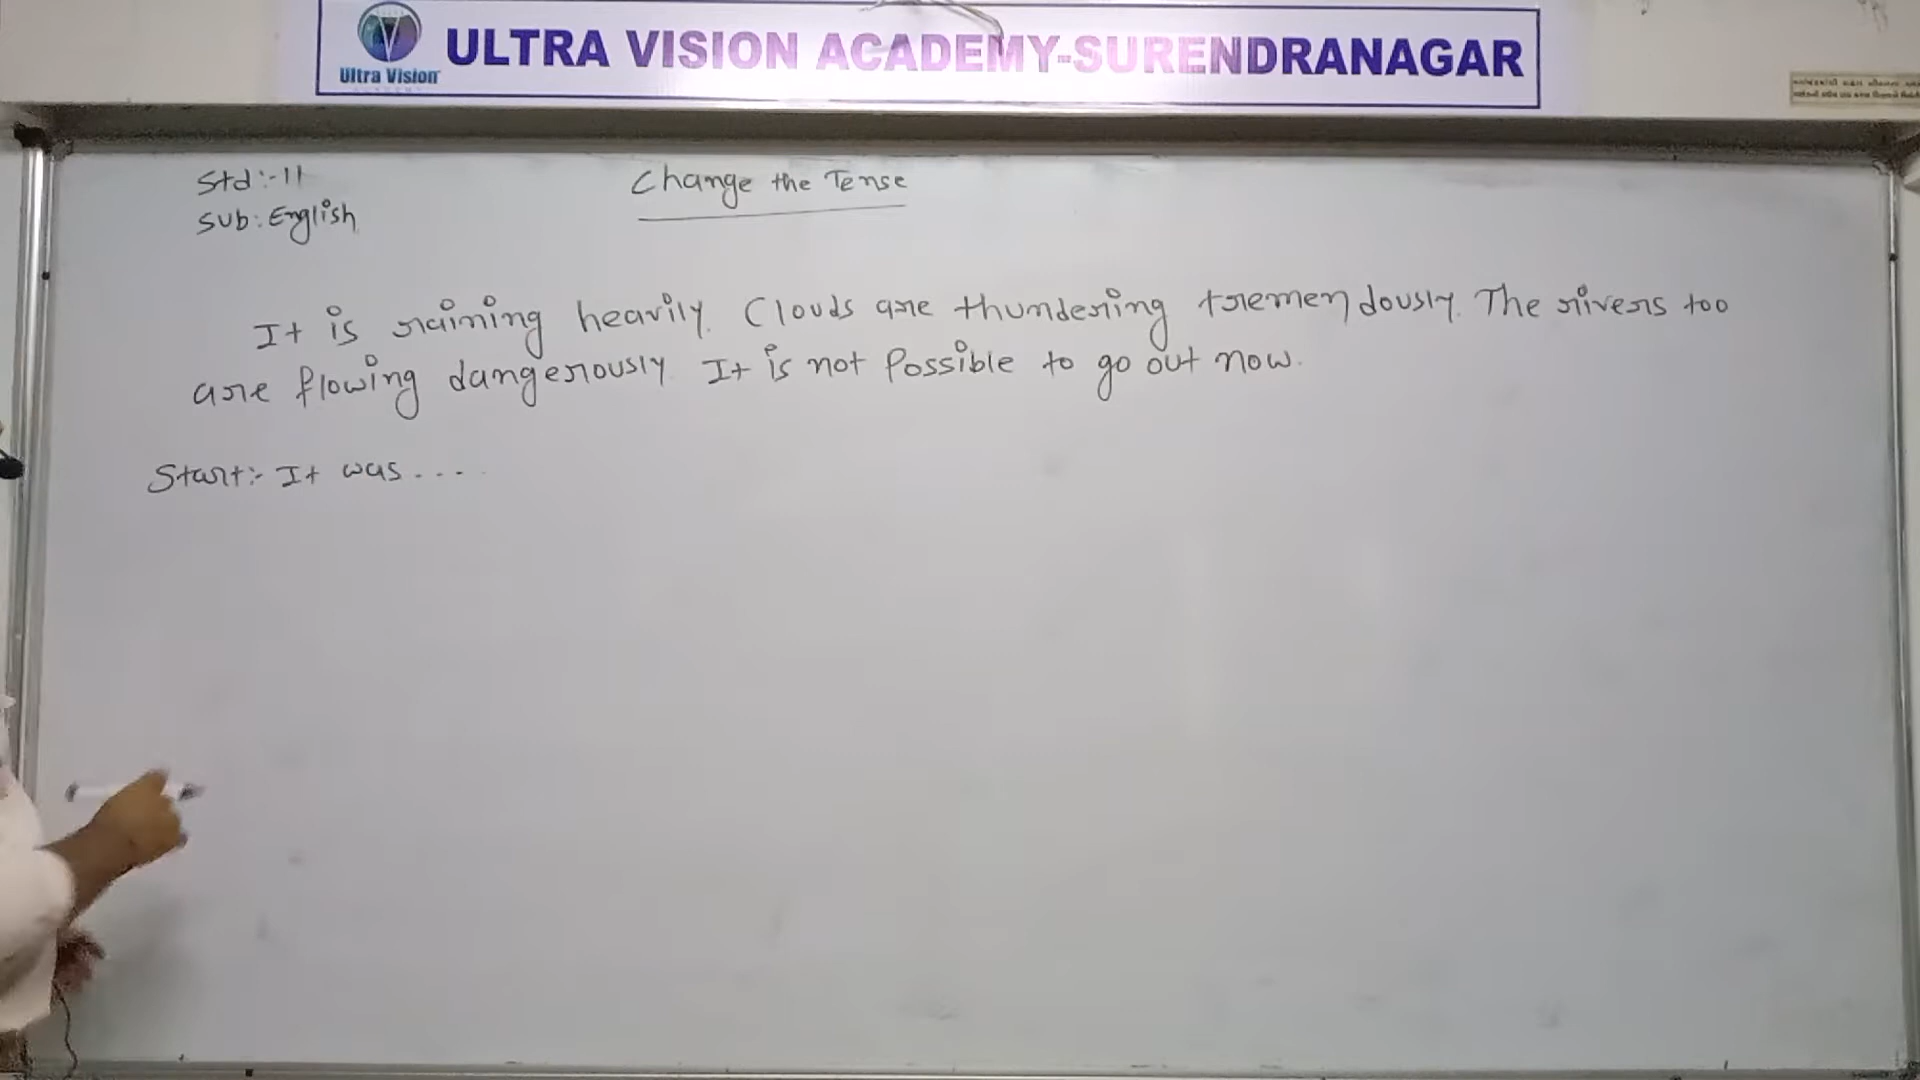 Ultra Vision
ULTRA VISION ACADEMY-SURENDRANAGAR
Std :- 11
Sub : English
Change the Tense
It is raining heavily. Clouds are thundering tremendously. The rivers too
are flowing dangerously. It is not Possible to go out now.
Start :- It was ....